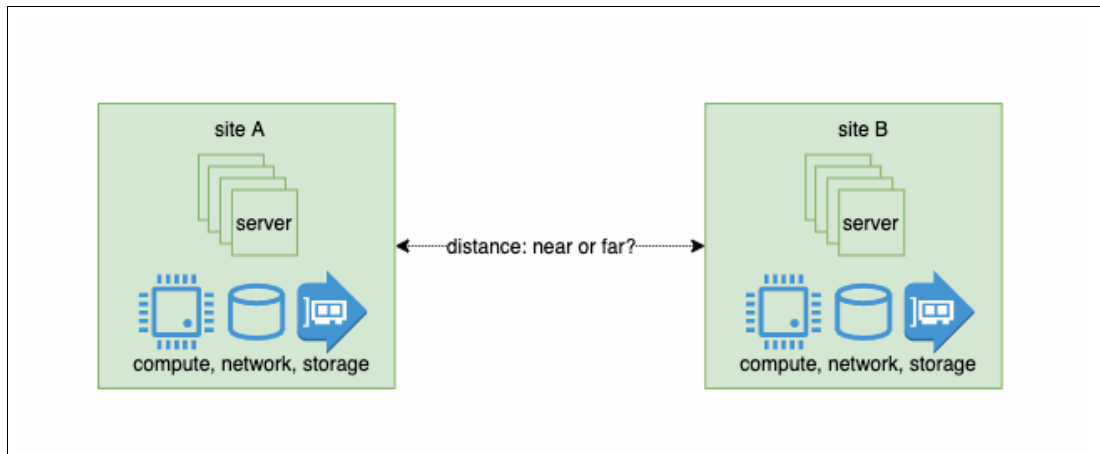 site A
server
compute, network, storage
distance: near or far?
site B
server
compute, network, storage